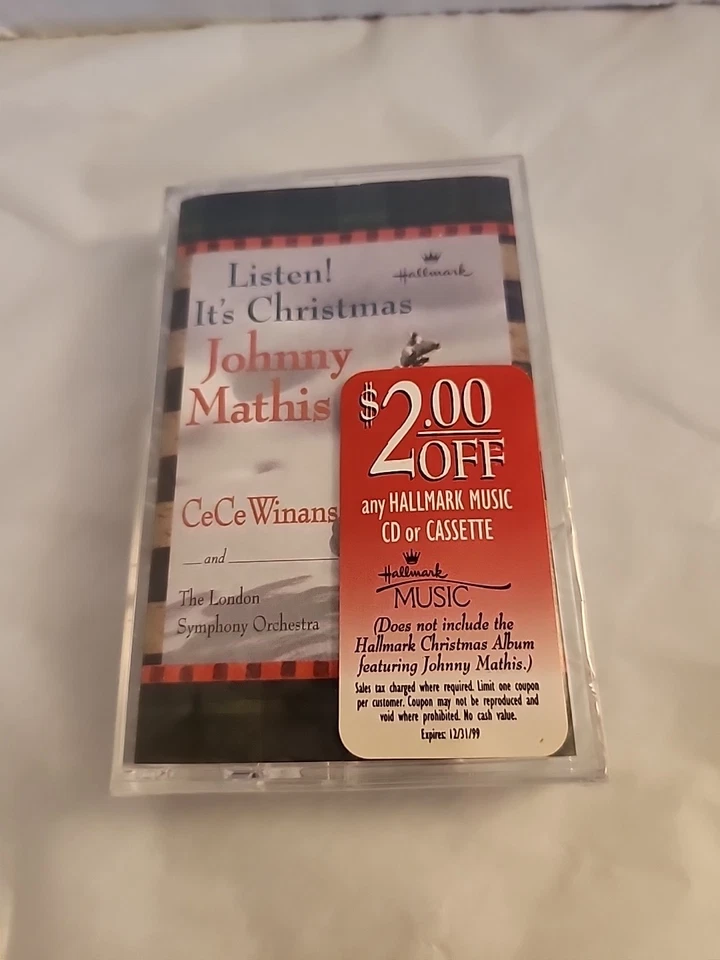 Listen!
It's Christmas
Hallmark
Johnny
Mathis
CeCe Winans
and
The London
Symphony Orchestra
$2.00
OFF
any HALLMARK MUSIC
CD or CASSETTE
Hallmark
MUSIC
(Does not include the
Hallmark Christmas Album
featuring Johnny Mathis.)
Sales tax charged where required. Limit one coupon
per customer. Coupon may not be reproduced and
void where prohibited. No cash value.
Expires: 12/31/99